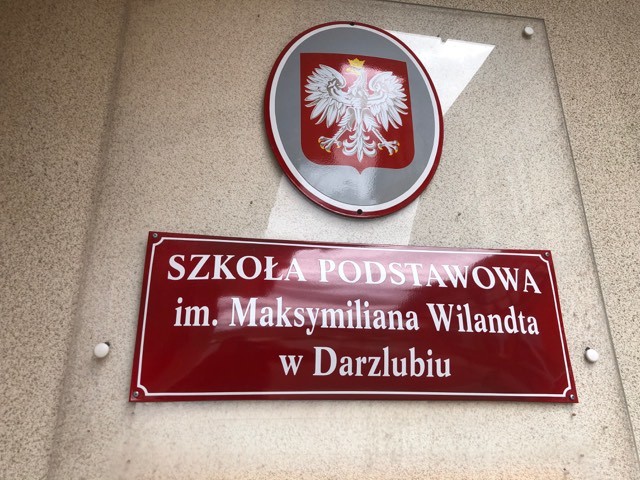 SZKOŁA PODSTAWOWA
im. Maksymiliana Wilandta
w Darzlubiu